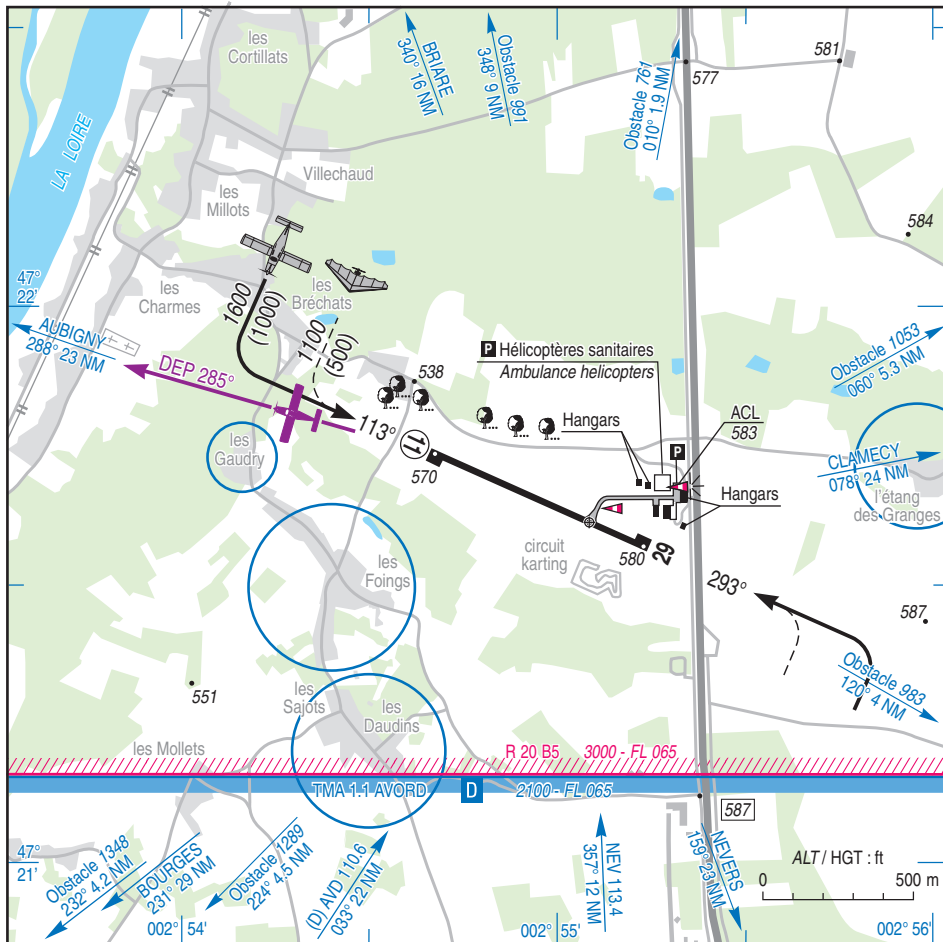 les
Cortillats
BRIARE
340° 16 NM
Obstacle 991
348° 9 NM
Obstacle 761
010° 1.9 NM
577
581
LA LOIRE
Villechaud
les
Millots
584
47°
22'
les
Charmes
1600
(1000)
les
Bréchats
1100
(500)
AUBIGNY
288° 23 NM
DEP 285°
538
P Hélicoptères sanitaires
Ambulance helicopters
Obstacle 1053
060° 5.3 NM
113°
11
570
Hangars
ACL
583
P
les
Gaudry
CLAMECY
078° 24 NM
l'étang
des Granges
Hangars
580
29
circuit
karting
les
Foings
293°
587
551
les
Sajots
les
Daudins
Obstacle 983
120° 4 NM
les Mollets
R 20 B5 3000 - FL 065
TMA 1.1 AVORD D 2100 - FL 065
587
47°
21'
Obstacle 1348
232° 4.2 NM
BOURGES
231° 29 NM
Obstacle 1289
224° 4.5 NM
(D) AVD 110.6
033° 22 NM
NEV 113.4
357° 12 NM
NEVERS
159° 23 NM
ALT / HGT : ft
0 500 m
002° 54'
002° 55'
002° 56'